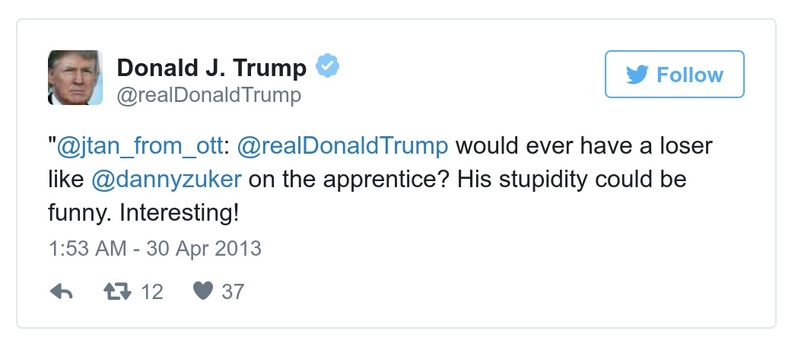 Donald J. Trump
@realDonaldTrump
Follow
"@jtan_from_ott: @realDonaldTrump would ever have a loser
like @dannyzuker on the apprentice? His stupidity could be
funny. Interesting!
1:53 AM - 30 Apr 2013
12 37